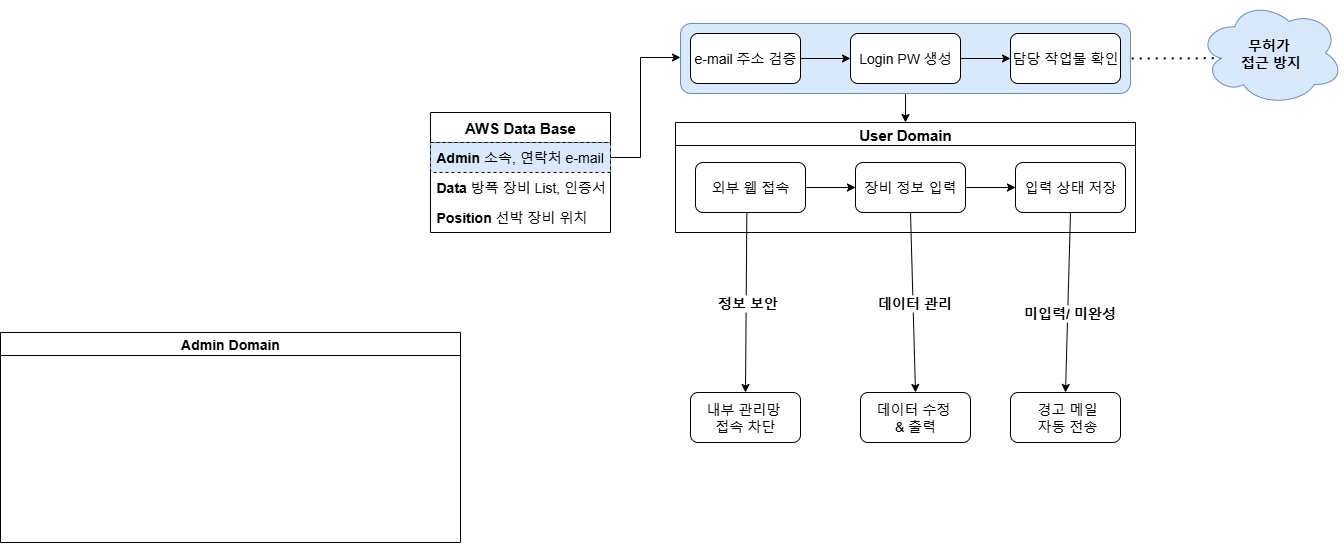 e-mail 주소 검증
Login PW 생성
담당 작업물 확인
무허가
접근 방지
AWS Data Base
Admin 소속, 연락처 e-mail
Data 방폭 장비 List, 인증서
Position 선박 장비 위치
User Domain
외부 웹 접속
장비 정보 입력
입력 상태 저장
정보 보안
데이터 관리
미입력/ 미완성
Admin Domain
내부 관리망
접속 차단
데이터 수정
& 출력
경고 메일
자동 전송